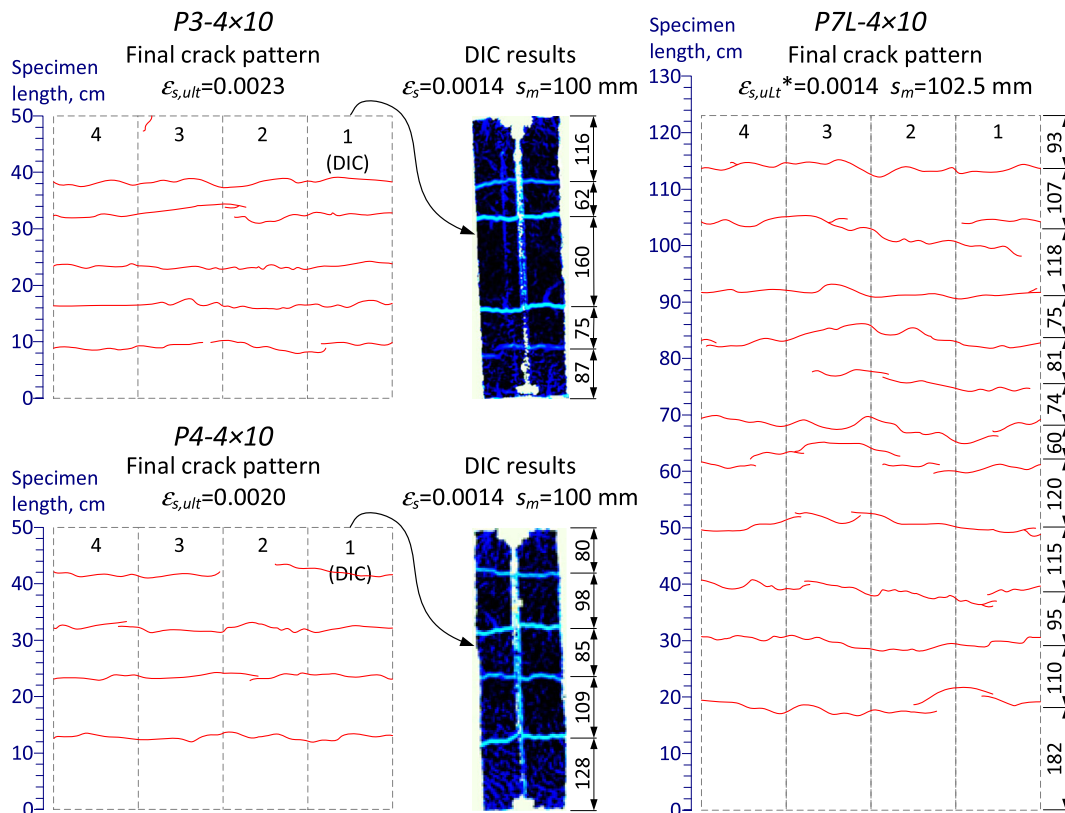 P3-4×10
Final crack pattern
εs,ult=0.0023
DIC results
εs=0.0014 sm=100 mm
Specimen
length, cm
50
40
30
20
10
0
4
3
2
1
(DIC)
116
62
160
75
87
P4-4×10
Final crack pattern
εs,ult=0.0020
DIC results
εs=0.0014 sm=100 mm
Specimen
length, cm
50
40
30
20
10
0
4
3
2
1
(DIC)
80
98
85
109
128
P7L-4×10
Final crack pattern
εs,uLt*=0.0014 sm=102.5 mm
Specimen
length, cm
130
120
110
100
90
80
70
60
50
40
30
20
10
0
4
3
2
1
93
107
118
75
81
74
60
120
115
95
110
182